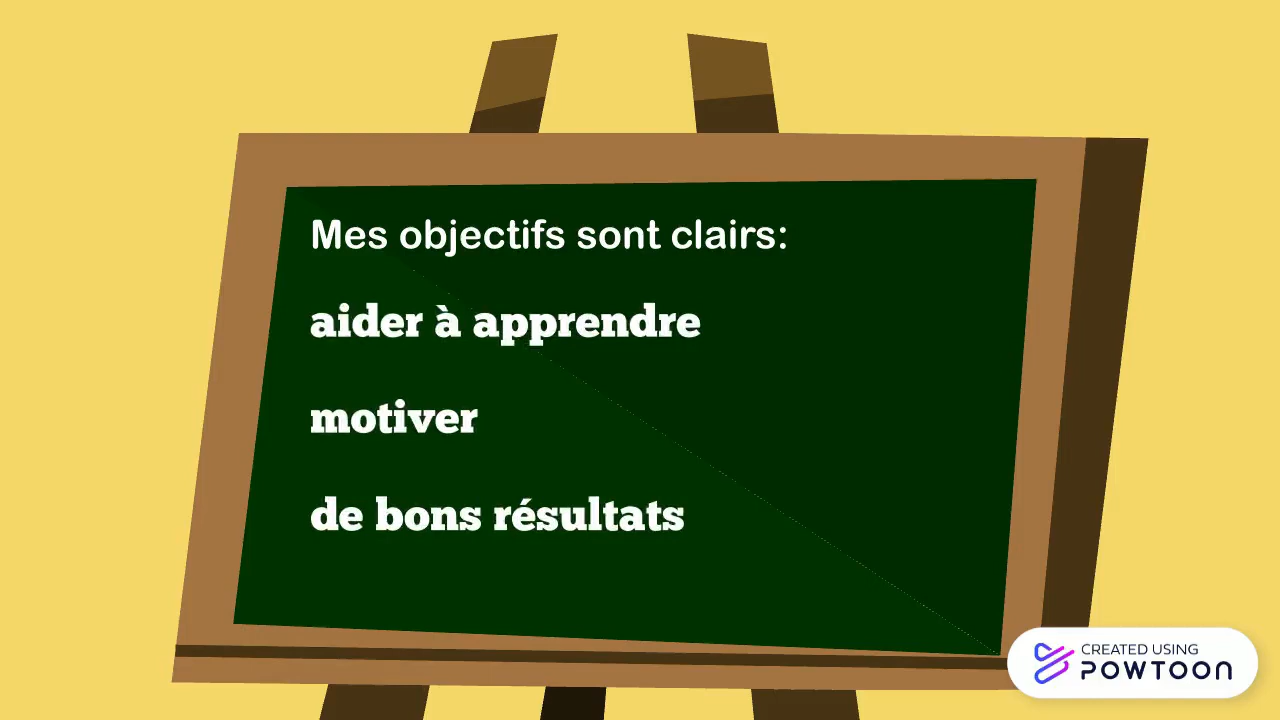 Mes objectifs sont clairs:
aider à apprendre
motiver
de bons résultats
CREATED USING
POWTOON